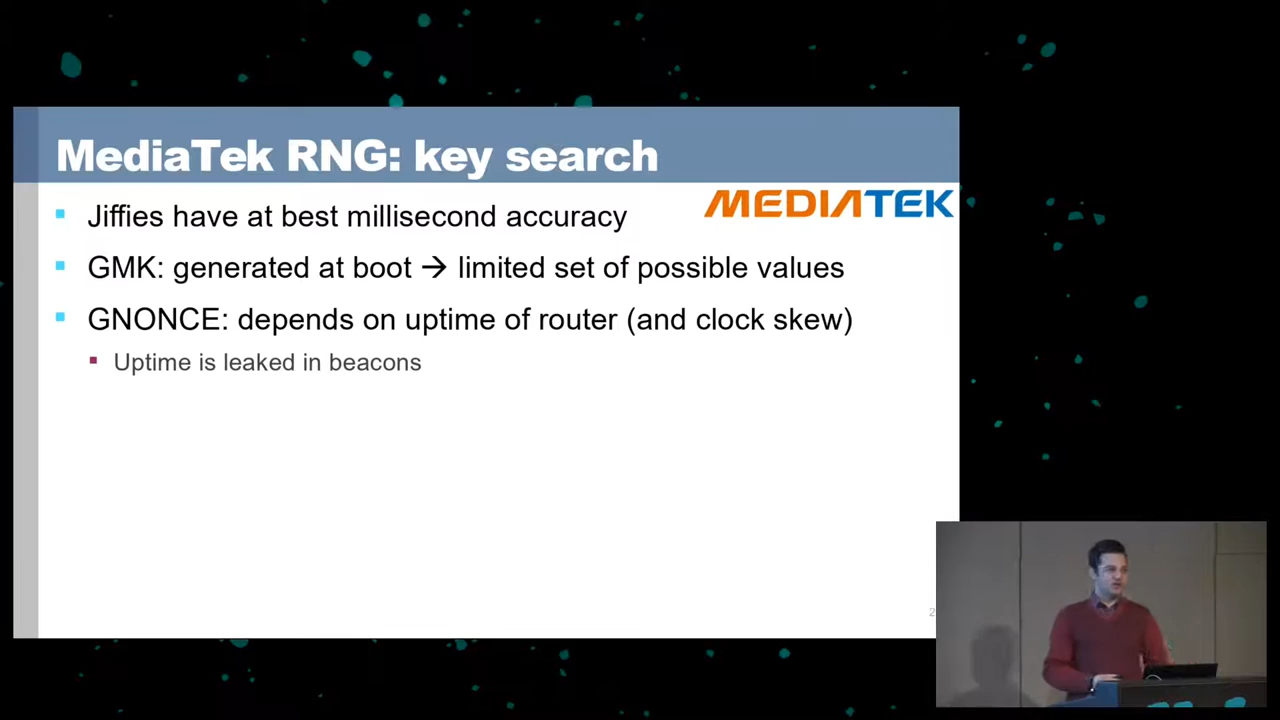 MediaTek RNG: key search
MEDIATEK
Jiffies have at best millisecond accuracy
GMK: generated at boot → limited set of possible values
GNONCE: depends on uptime of router (and clock skew)
Uptime is leaked in beacons